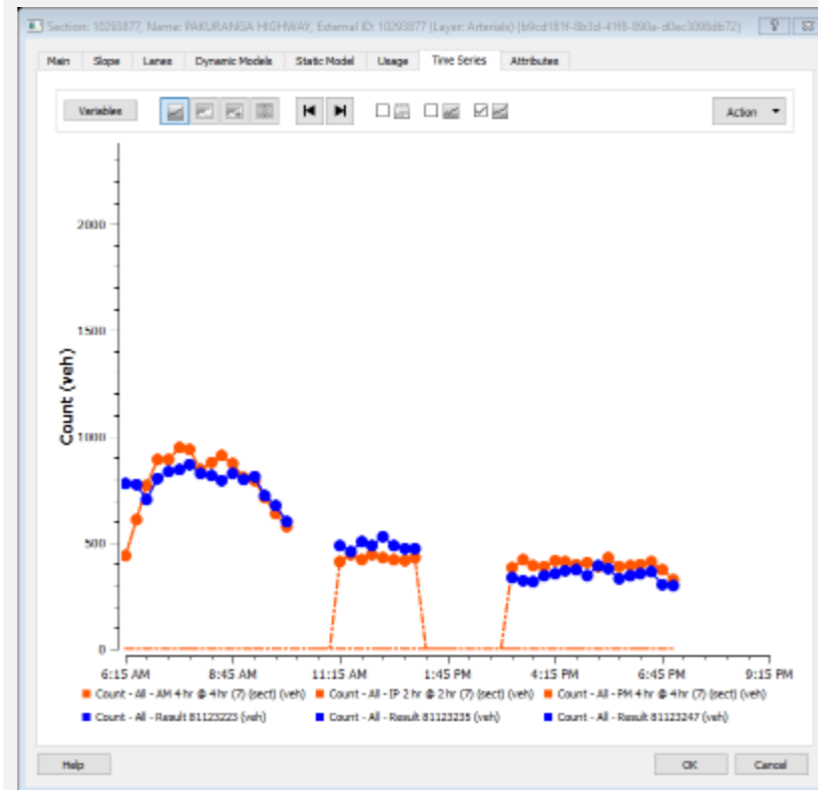 Section: 10293877, Name: PAKURANGA HIGHWAY, External ID: 10293877 (Layer: Arterials) {b9cd181f-8b3d-41f8-890a-d0ec3098db72}
Main Slope Lanes Dynamic Models Static Model Usage Time Series Attributes
Variables Action
2000
1500
1000
500
0
Count (veh)
6:15 AM 8:45 AM 11:15 AM 1:45 PM 4:15 PM 6:45 PM 9:15 PM
Count - All - AM 4 hr @ 4 hr (7) (sect) (veh) Count - All - IP 2 hr @ 2 hr (7) (sect) (veh) Count - All - PM 4 hr @ 4 hr (7) (sect) (veh)
Count - All - Result 81123223 (veh) Count - All - Result 81123235 (veh) Count - All - Result 81123247 (veh)
Help OK Cancel